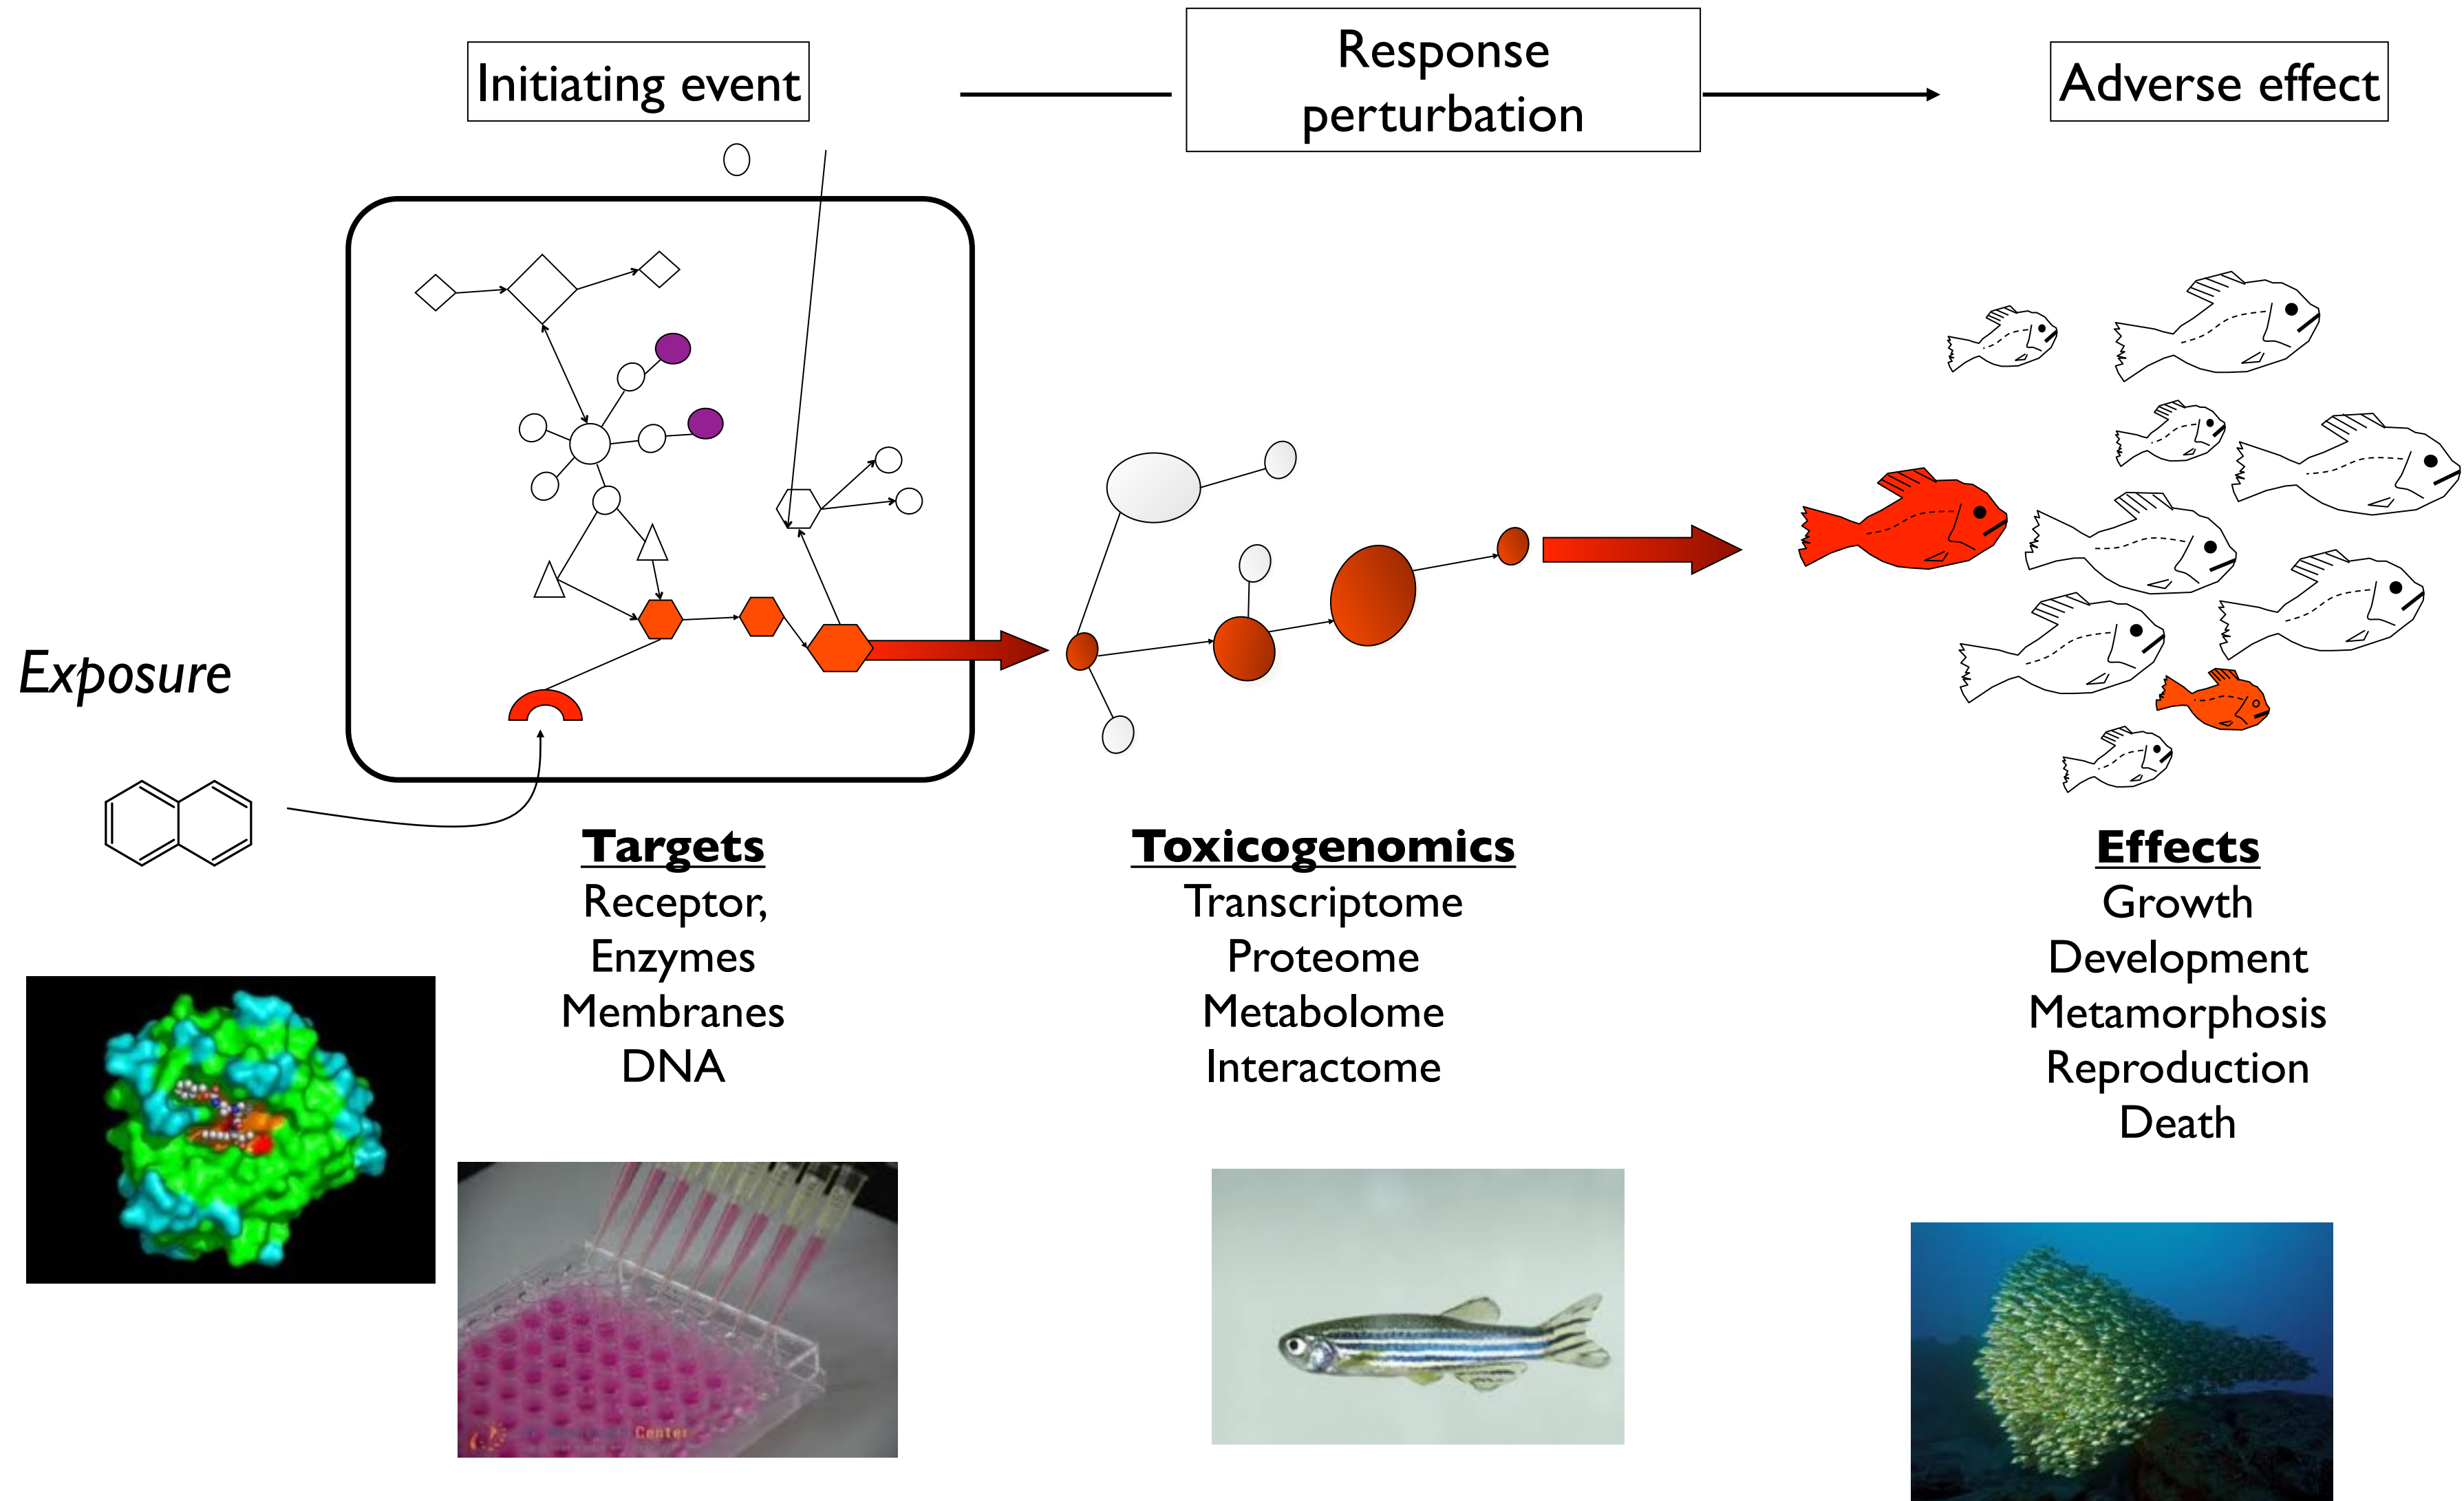 Initiating event
Response
perturbation
Adverse effect
Exposure
Targets
Receptor,
Enzymes
Membranes
DNA
Toxicogenomics
Transcriptome
Proteome
Metabolome
Interactome
Effects
Growth
Development
Metamorphosis
Reproduction
Death
Center